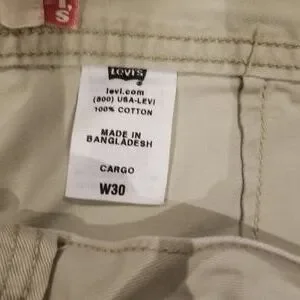 LEVI'S
levi.com
(800) USA-LEVI
100% COTTON
MADE IN
BANGLADESH
CARGO
W30